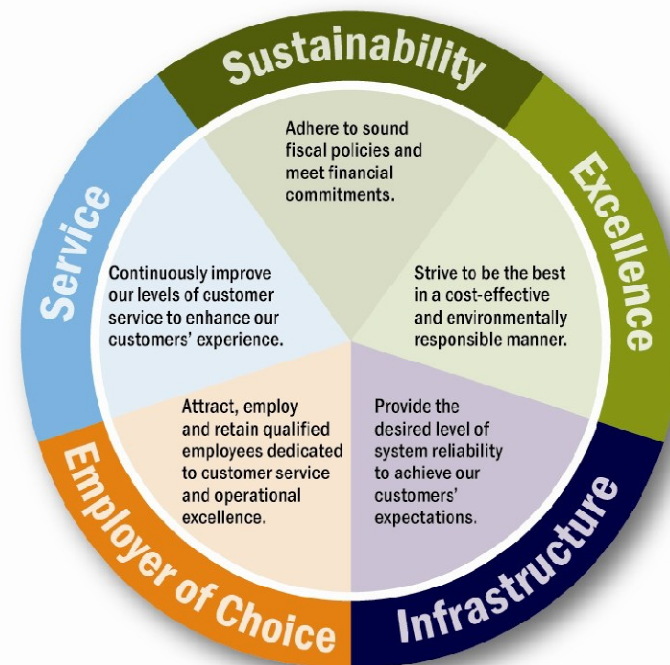 Sustainability
Adhere to sound
fiscal policies and
meet financial
commitments.
Excellence
Strive to be the best
in a cost-effective
and environmentally
responsible manner.
Infrastructure
Provide the
desired level of
system reliability
to achieve our
customers'
expectations.
Employer of Choice
Attract, employ
and retain qualified
employees dedicated
to customer service
and operational
excellence.
Service
Continuously improve
our levels of customer
service to enhance our
customers' experience.